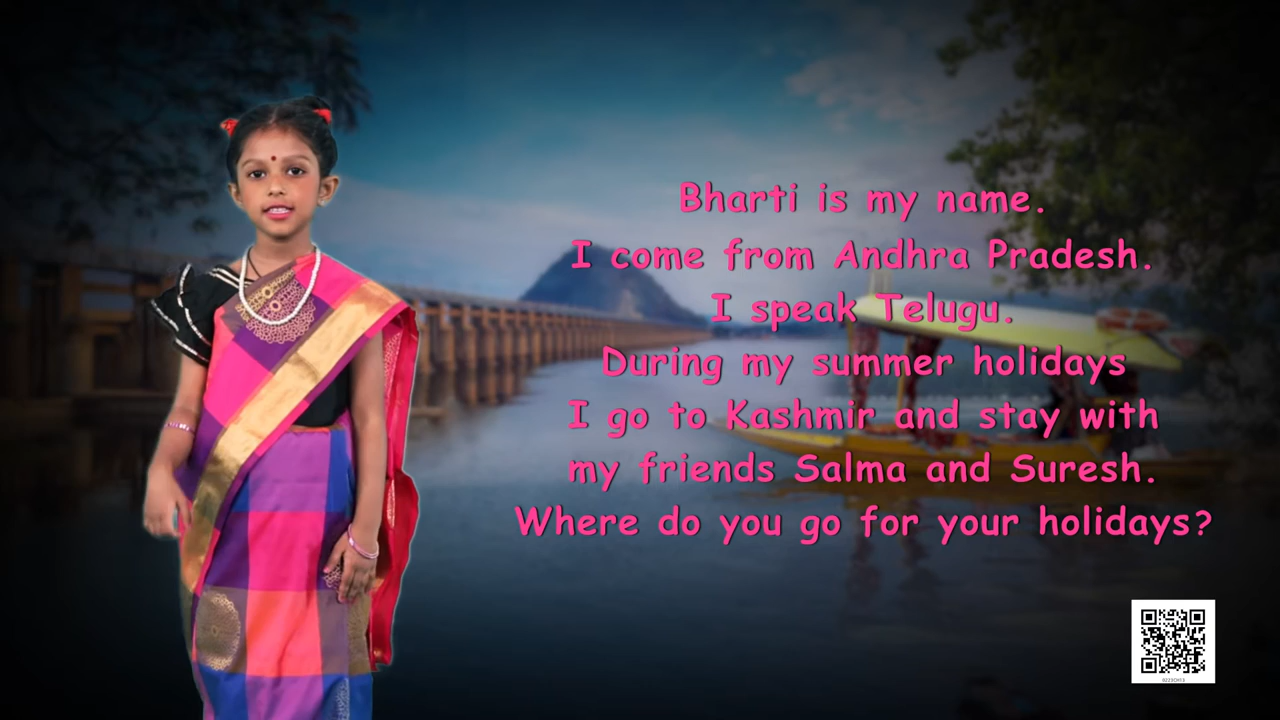 Bharti is my name.
I come from Andhra Pradesh.
I speak Telugu.
During my summer holidays
I go to Kashmir and stay with
my friends Salma and Suresh.
Where do you go for your holidays?